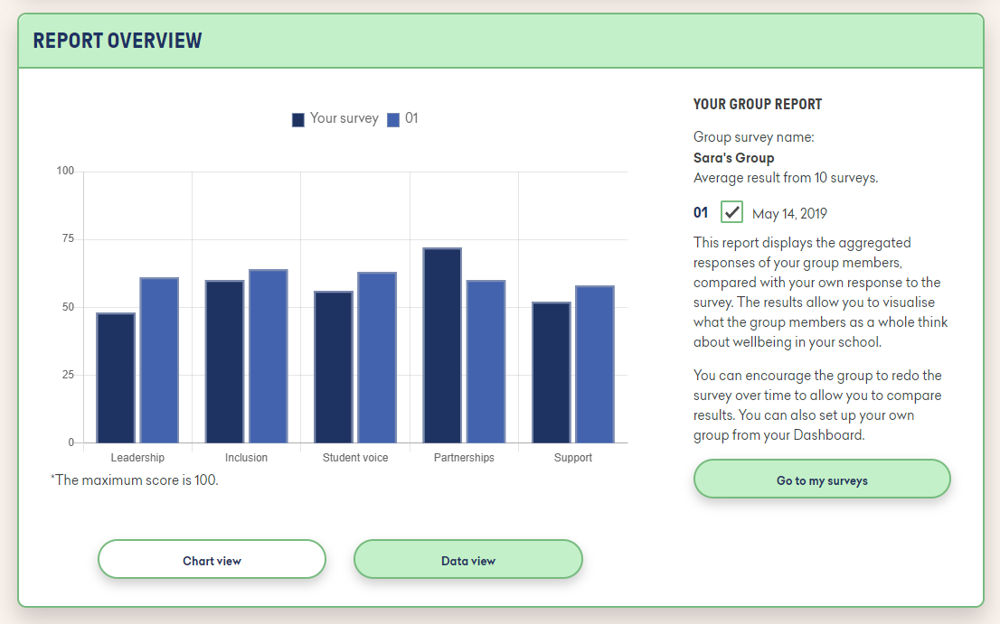 REPORT OVERVIEW
Your survey 01
100
75
50
25
0
Leadership Inclusion Student voice Partnerships Support
*The maximum score is 100.
Chart view Data view
YOUR GROUP REPORT
Group survey name:
Sara's Group
Average result from 10 surveys.
01 May 14, 2019
This report displays the aggregated
responses of your group members,
compared with your own response to the
survey. The results allow you to visualise
what the group members as a whole think
about wellbeing in your school.
You can encourage the group to redo the
survey over time to allow you to compare
results. You can also set up your own
group from your Dashboard.
Go to my surveys